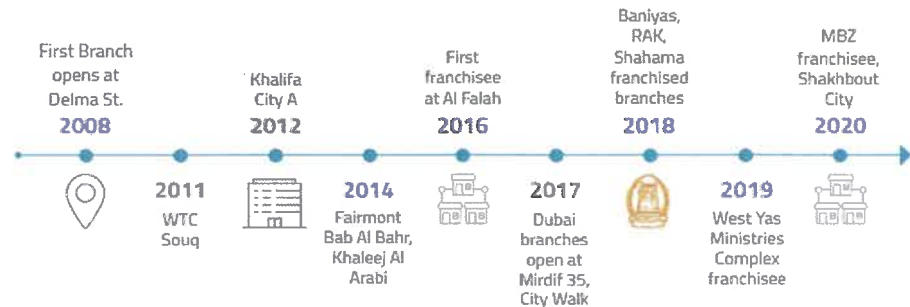 First Branch
opens at
Delma St.
2008
2011
WTC
Souq
Khalifa
City A
2012
2014
Fairmont
Bab Al Bahr,
Khaleej Al
Arabi
First
franchisee
at Al Falah
2016
2017
Dubai
branches
open at
Mirdif 35,
City Walk
Baniyas,
RAK,
Shahama
franchised
branches
2018
2019
West Yas
Ministries
Complex
franchisee
MBZ
franchisee,
Shakhbout
City
2020